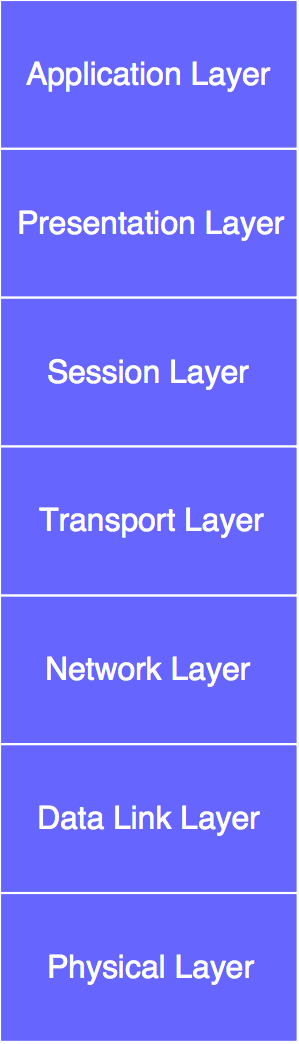 Application Layer
Presentation Layer
Session Layer
Transport Layer
Network Layer
Data Link Layer
Physical Layer